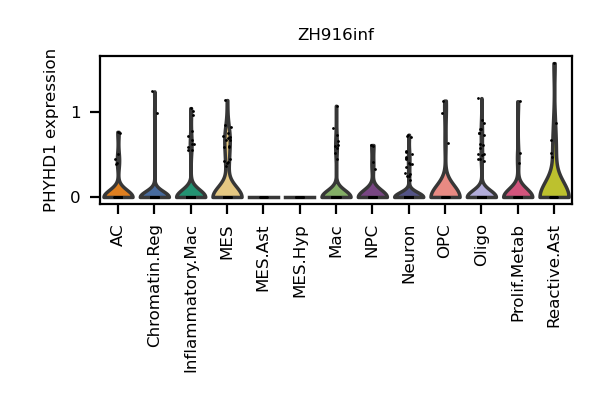 ZH916inf
PHYHD1 expression
1
0
AC
Chromatin.Reg
Inflammatory.Mac
MES
MES.Ast
MES.Hyp
Mac
NPC
Neuron
OPC
Oligo
Prolif.Metab
Reactive.Ast